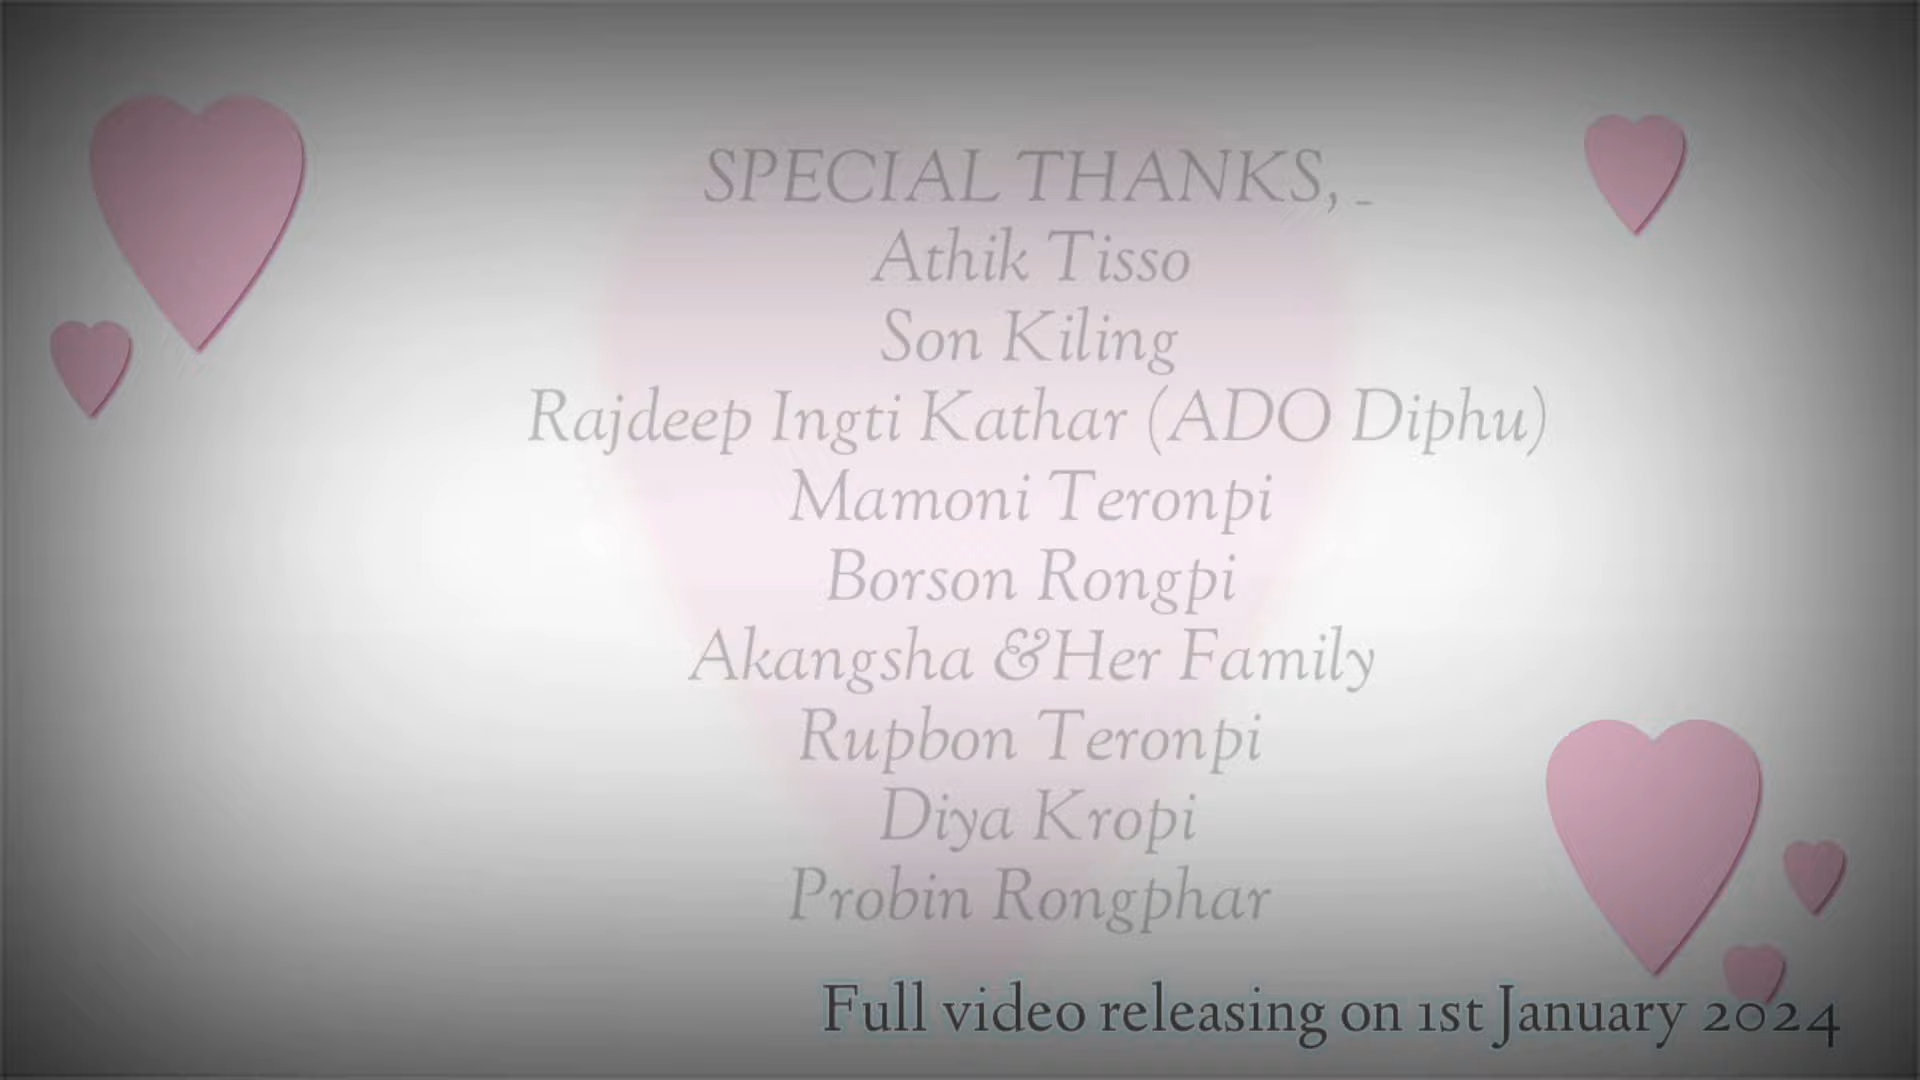 SPECIAL THANKS, -
Athik Tisso
Son Kiling
Rajdeep Ingti Kathar (ADO Diphu)
Mamoni Teronpi
Borson Rongpi
Akangsha &Her Family
Rupbon Teronpi
Diya Kropi
Probin Rongphar
Full video releasing on 1st January 2024